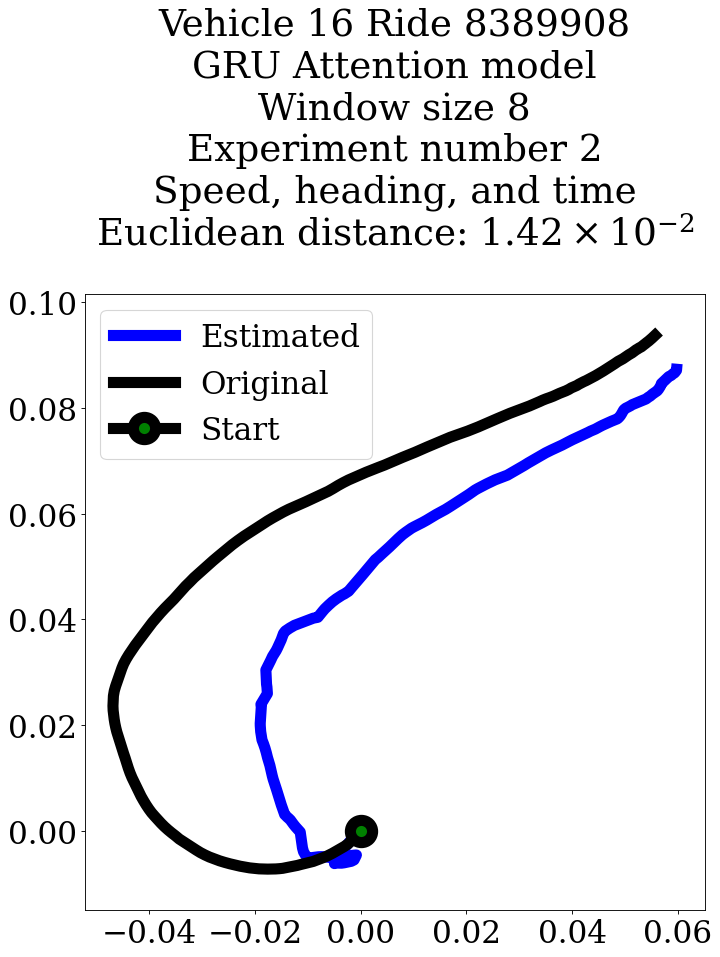 Vehicle 16 Ride 8389908
GRU Attention model
Window size 8
Experiment number 2
Speed, heading, and time
Euclidean distance: 1.42 × 10⁻²
0.10
0.08
0.06
0.04
0.02
0.00
Estimated
Original
Start
−0.04 −0.02 0.00 0.02 0.04 0.06